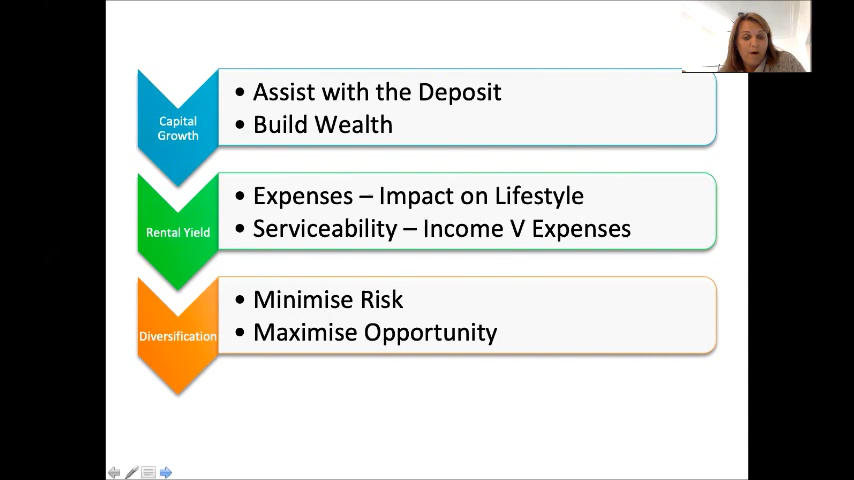 Capital
Growth
• Assist with the Deposit
• Build Wealth
Rental Yield
• Expenses – Impact on Lifestyle
• Serviceability – Income V Expenses
Diversification
• Minimise Risk
• Maximise Opportunity